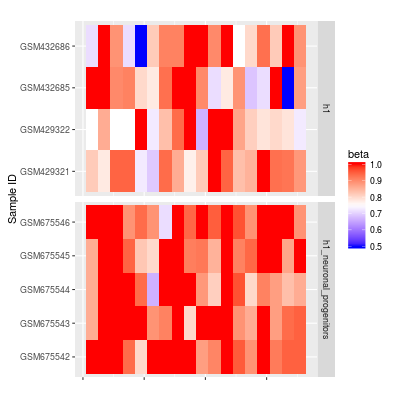 Sample ID
GSM432686
GSM432685
GSM429322
GSM429321
h1
GSM675546
GSM675545
GSM675544
GSM675543
GSM675542
h1_neuronal_progenitors
beta
1.0
0.9
0.8
0.7
0.6
0.5